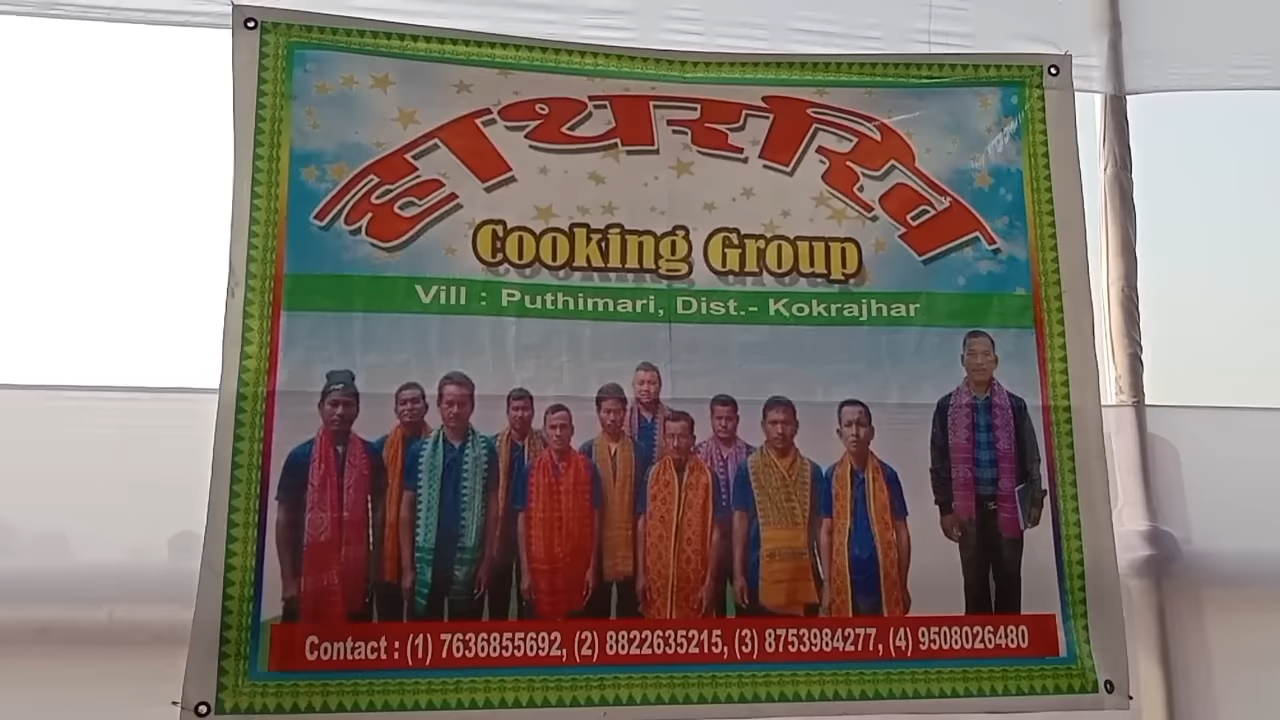 हाथरखि
Cooking Group
Vill : Puthimari, Dist.- Kokrajhar
Contact : (1) 7636855692, (2) 8822635215, (3) 8753984277, (4) 9508026480